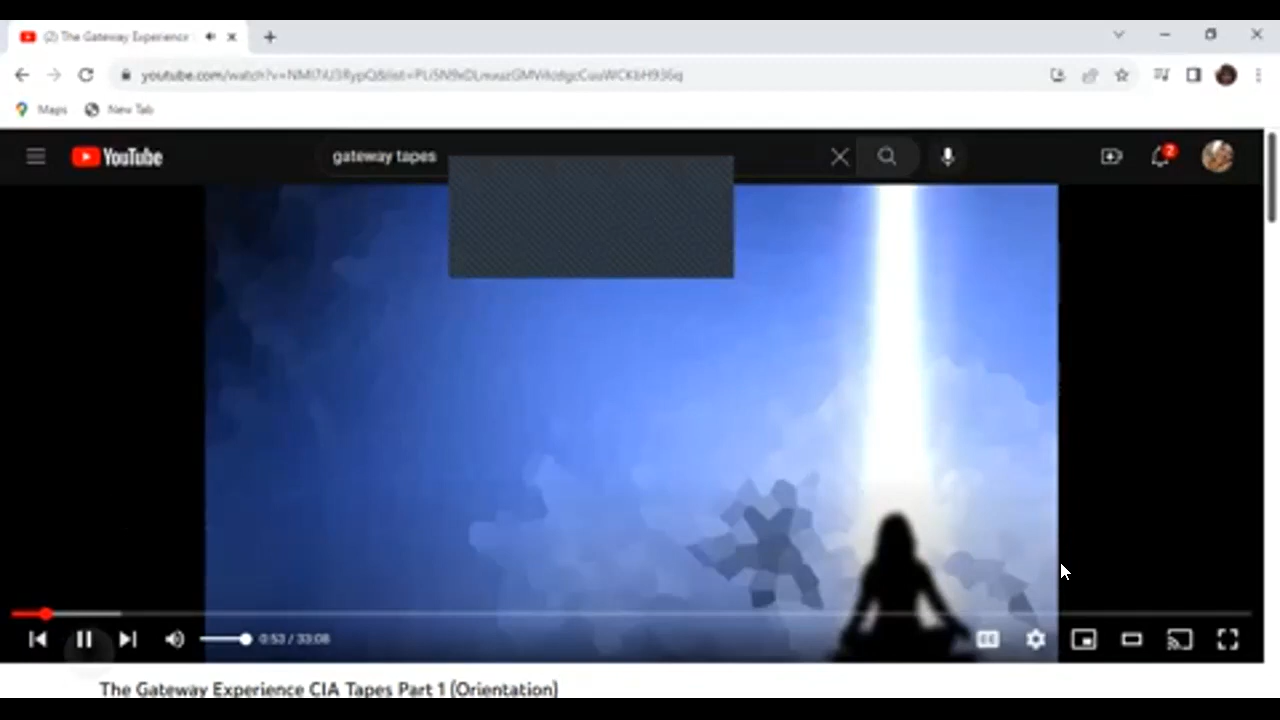 (2) The Gateway Experience
Maps
New Tab
YouTube
gateway tapes
2
0:53 / 33:08
CC
The Gateway Experience CIA Tapes Part 1 (Orientation)